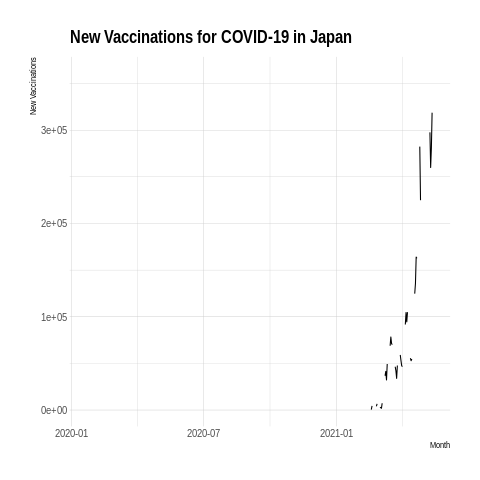 New Vaccinations for COVID-19 in Japan
New Vaccinations
3e+05
2e+05
1e+05
0e+00
2020-01
2020-07
2021-01
Month